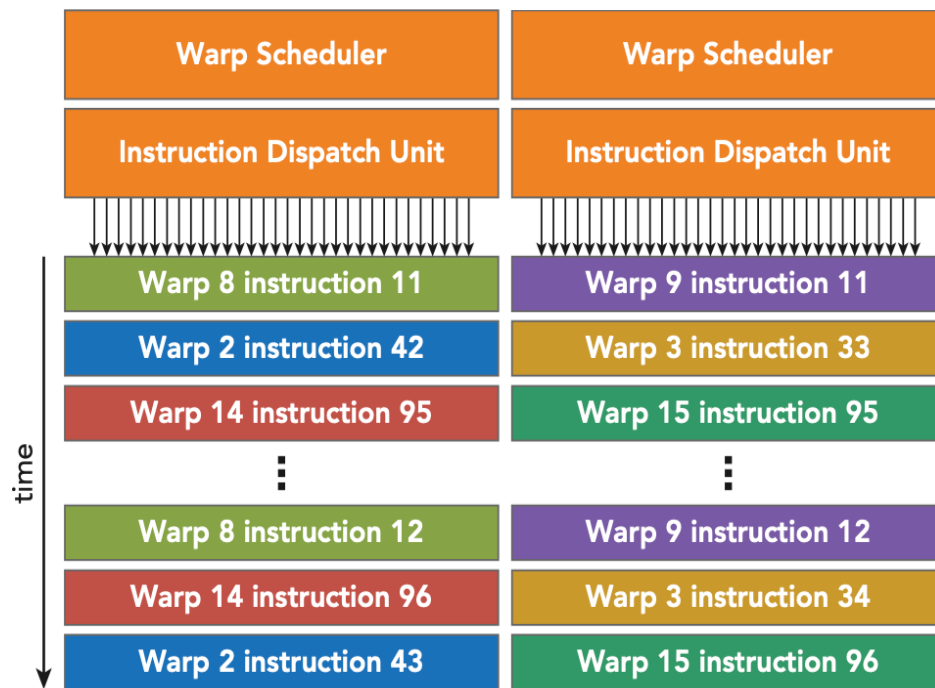 Warp Scheduler
Warp Scheduler
Instruction Dispatch Unit
Instruction Dispatch Unit
time
Warp 8 instruction 11
Warp 9 instruction 11
Warp 2 instruction 42
Warp 3 instruction 33
Warp 14 instruction 95
Warp 15 instruction 95
Warp 8 instruction 12
Warp 9 instruction 12
Warp 14 instruction 96
Warp 3 instruction 34
Warp 2 instruction 43
Warp 15 instruction 96